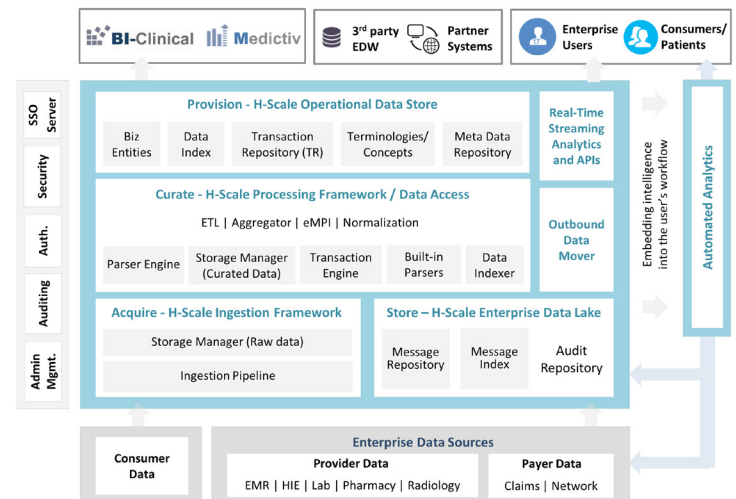 BI-Clinical
Medictiv
3rd party
EDW
Partner
Systems
Enterprise
Users
Consumers/
Patients
SSO
Server
Security
Auth.
Auditing
Admin
Mgmt.
Provision - H-Scale Operational Data Store
Biz
Entities
Data
Index
Transaction
Repository (TR)
Terminologies/
Concepts
Meta Data
Repository
Real-Time
Streaming
Analytics
and APIs
Curate - H-Scale Processing Framework / Data Access
ETL | Aggregator | eMPI | Normalization
Parser Engine
Storage Manager
(Curated Data)
Transaction
Engine
Built-in
Parsers
Data
Indexer
Outbound
Data
Mover
Acquire - H-Scale Ingestion Framework
Storage Manager (Raw data)
Ingestion Pipeline
Store – H-Scale Enterprise Data Lake
Message
Repository
Message
Index
Audit
Repository
Embedding intelligence
into the user's workflow
Automated Analytics
Consumer
Data
Enterprise Data Sources
Provider Data
EMR | HIE | Lab | Pharmacy | Radiology
Payer Data
Claims | Network